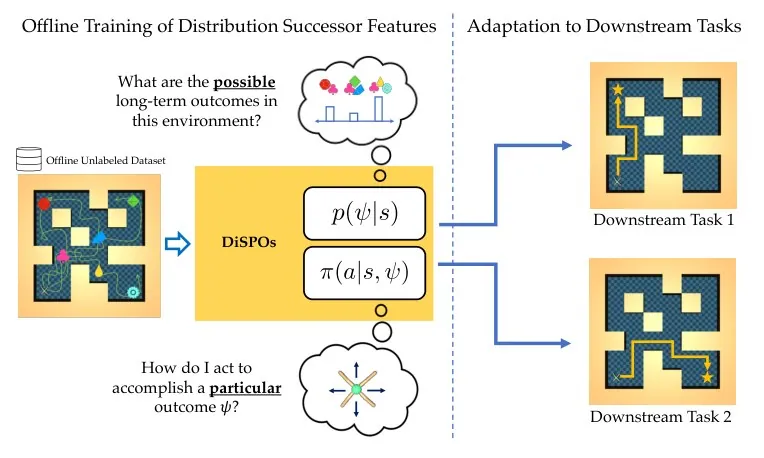 Offline Training of Distribution Successor Features
Adaptation to Downstream Tasks
What are the possible
long-term outcomes in
this environment?
Offline Unlabeled Dataset
DiSPOs
p(ψ|s)
π(a|s, ψ)
How do I act to
accomplish a particular
outcome ψ?
Downstream Task 1
Downstream Task 2